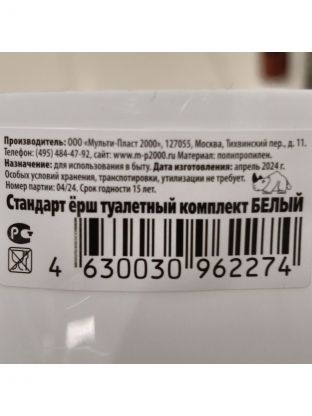 Производитель: ООО «Мульти-Пласт 2000», 127055, Москва, Тихвинский пер., д. 11.
Телефон: (495) 484-47-92, сайт: www.m-p2000.ru Материал: полипропилен.
Назначение: для использования в быту. Дата изготовления: апрель 2024 г.
Особых условий хранения, транспотировки, утилизации не требует.
Номер партии: 04/24. Срок годности 15 лет.
Стандарт ёрш туалетный комплект БЕЛЫЙ
4 630030 962274